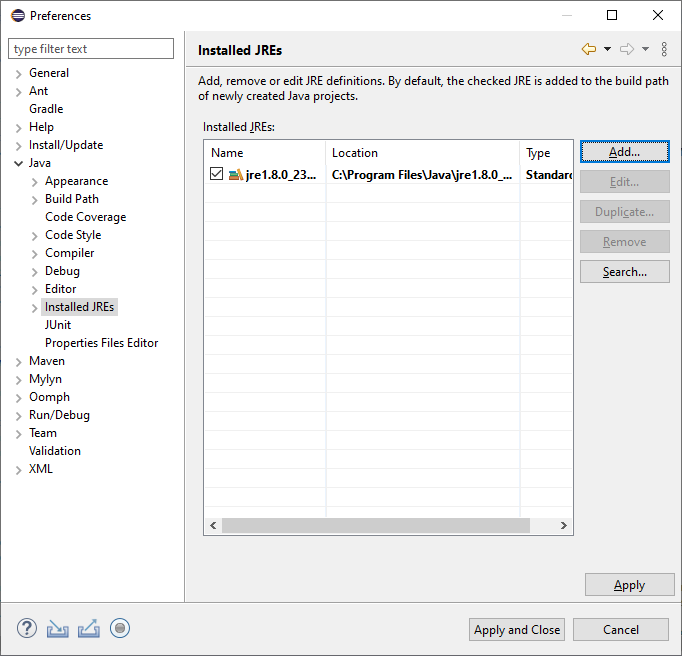 Preferences
type filter text
General
Ant
Gradle
Help
Install/Update
Java
Appearance
Build Path
Code Coverage
Code Style
Compiler
Debug
Editor
Installed JREs
JUnit
Properties Files Editor
Maven
Mylyn
Oomph
Run/Debug
Team
Validation
XML
Installed JREs
Add, remove or edit JRE definitions. By default, the checked JRE is added to the build path
of newly created Java projects.
Installed JREs:
Name Location Type
jre1.8.0_23... C:\Program Files\Java\jre1.8.0_... Standard
Add...
Edit...
Duplicate...
Remove
Search...
Apply
Apply and Close Cancel